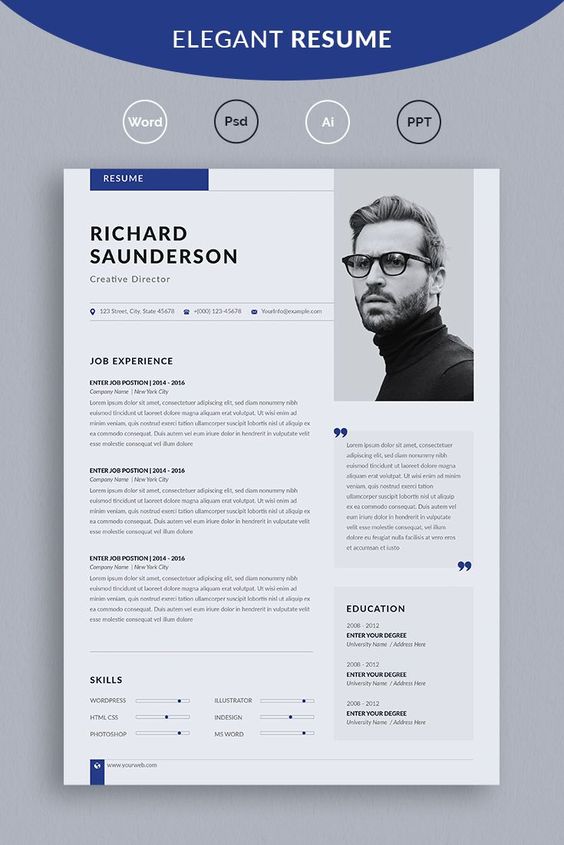 ELEGANT RESUME
Word
Psd
Ai
PPT
RESUME
RICHARD
SAUNDERSON
Creative Director
123 Street, City, State 45678
+(000) 123-45678
YourInfo@example.com
JOB EXPERIENCE
ENTER JOB POSTION | 2014 - 2016
Company Name | New York City
Lorem ipsum dolor sit amet, consectetuer adipiscing elit, sed diam nonummy nibh
euismod tincidunt ut laoreet dolore magna aliquam erat volutpat. Ut wisi enim ad
minim veniam, quis nostrud exerci tation ullamcorper suscipit lobortis nisl ut aliquip ex
ea commodo consequat. Duis autem vel eum iriure dolor in hendrerit in vulputate velit
esse molestie consequat, vel illum dolore
ENTER JOB POSTION | 2014 - 2016
Company Name | New York City
Lorem ipsum dolor sit amet, consectetuer adipiscing elit, sed diam nonummy nibh
euismod tincidunt ut laoreet dolore magna aliquam erat volutpat. Ut wisi enim ad
minim veniam, quis nostrud exerci tation ullamcorper suscipit lobortis nisl ut aliquip ex
ea commodo consequat. Duis autem vel eum iriure dolor in hendrerit in vulputate velit
esse molestie consequat, vel illum dolore
ENTER JOB POSTION | 2014 - 2016
Company Name | New York City
Lorem ipsum dolor sit amet, consectetuer adipiscing elit, sed diam nonummy nibh
euismod tincidunt ut laoreet dolore magna aliquam erat volutpat. Ut wisi enim ad
minim veniam, quis nostrud exerci tation ullamcorper suscipit lobortis nisl ut aliquip ex
ea commodo consequat. Duis autem vel eum iriure dolor in hendrerit in vulputate velit
esse molestie consequat, vel illum dolore
SKILLS
WORDPRESS
ILLUSTRATOR
HTML CSS
INDESIGN
PHOTOSHOP
MS WORD
www.yourweb.com
Lorem ipsum dolor sit amet, consectetuer
adipiscing elit, sed diam nonummy nibh
euismod tincidunt ut laoreet dolore magna
aliquam erat volutpat. Ut wisi enim ad minim
veniam, quis nostrud exerci tation
ullamcorper suscipit lobortis nisl ut aliquip ex
ea commodo consequat. Duis autem vel
eum iriure dolor in hendrerit in vulputate
velit esse molestie consequat, vel illum
dolore eu feugiat nulla facilisis at vero eros
et accumsan et iusto
EDUCATION
2008 - 2012
ENTER YOUR DEGREE
University Name / Address Here
2008 - 2012
ENTER YOUR DEGREE
University Name / Address Here
2008 - 2012
ENTER YOUR DEGREE
University Name / Address Here